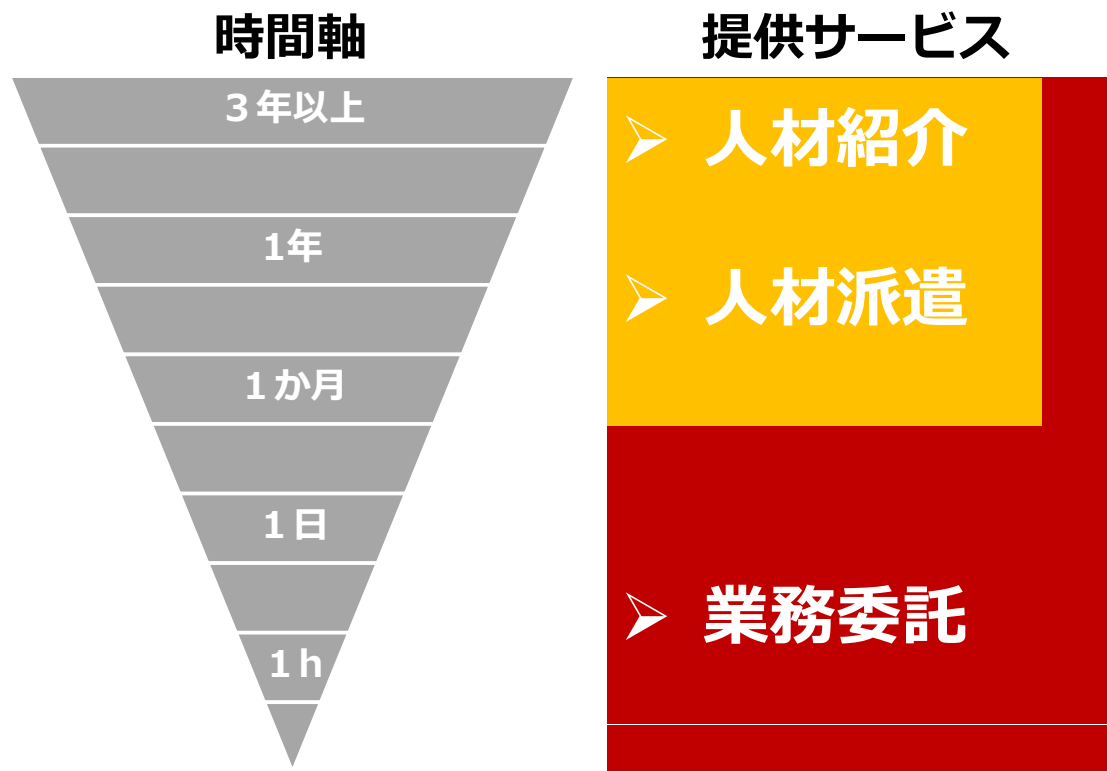 時間軸
３年以上
1年
１か月
１日
１ｈ
提供サービス
➢ 人材紹介
➢ 人材派遣
➢ 業務委託